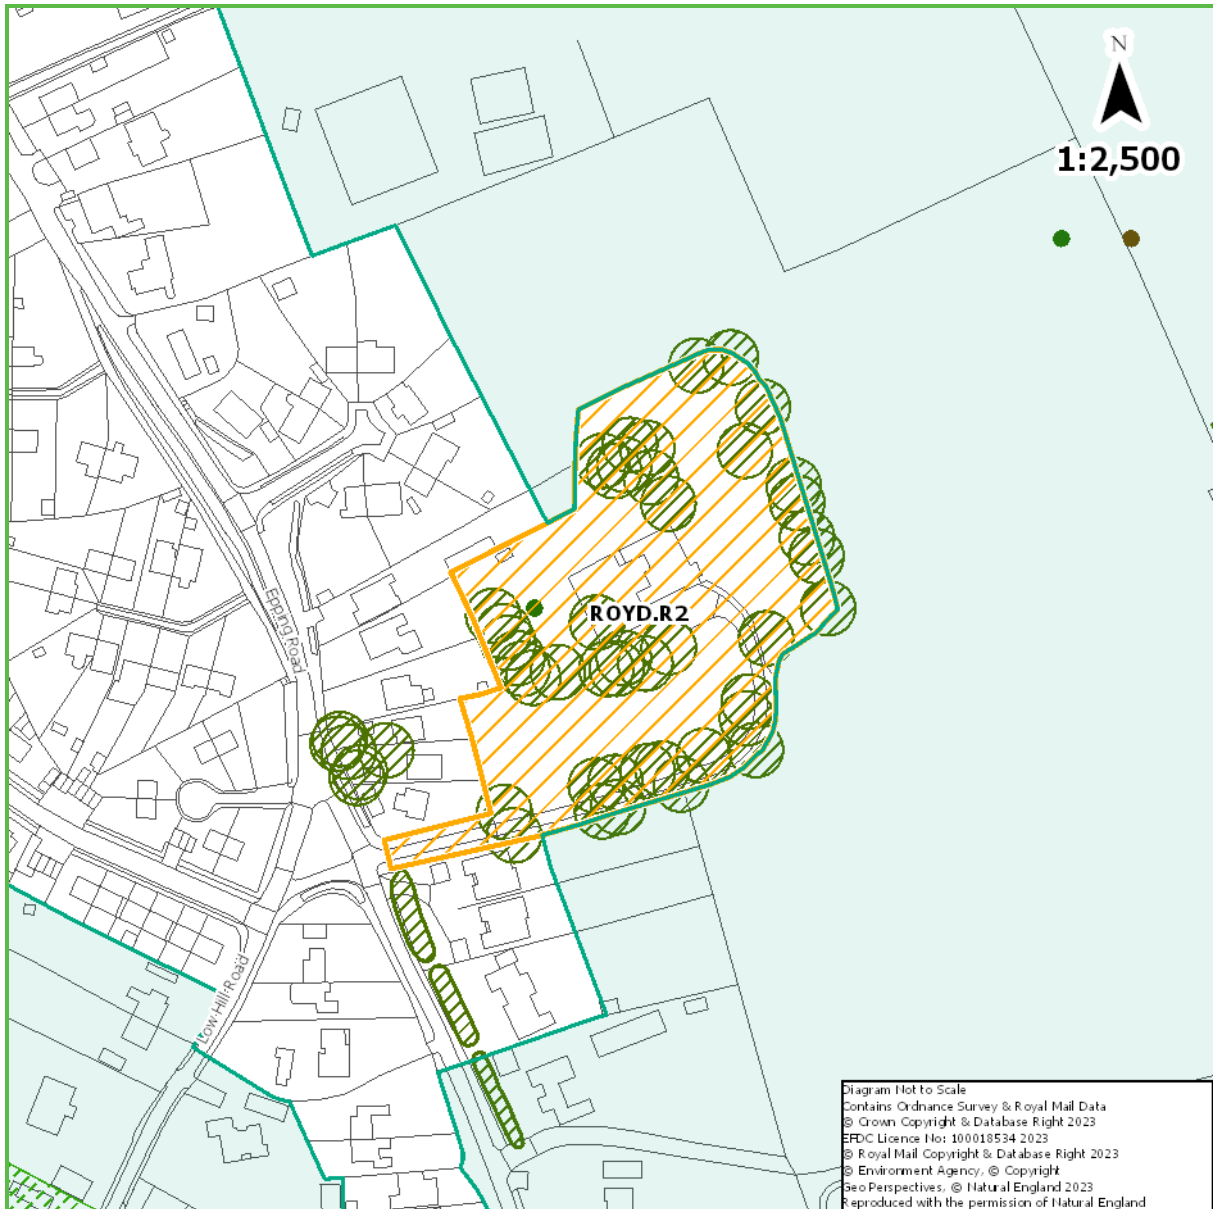 N
1:2,500
ROYD.R2
Epping Road
Low Hill Road
Diagram Not to Scale
Contains Ordnance Survey & Royal Mail Data
© Crown Copyright & Database Right 2023
EFDC Licence No: 100018534 2023
© Royal Mail Copyright & Database Right 2023
© Environment Agency, © Copyright
Geo Perspectives, © Natural England 2023
Reproduced with the permission of Natural England